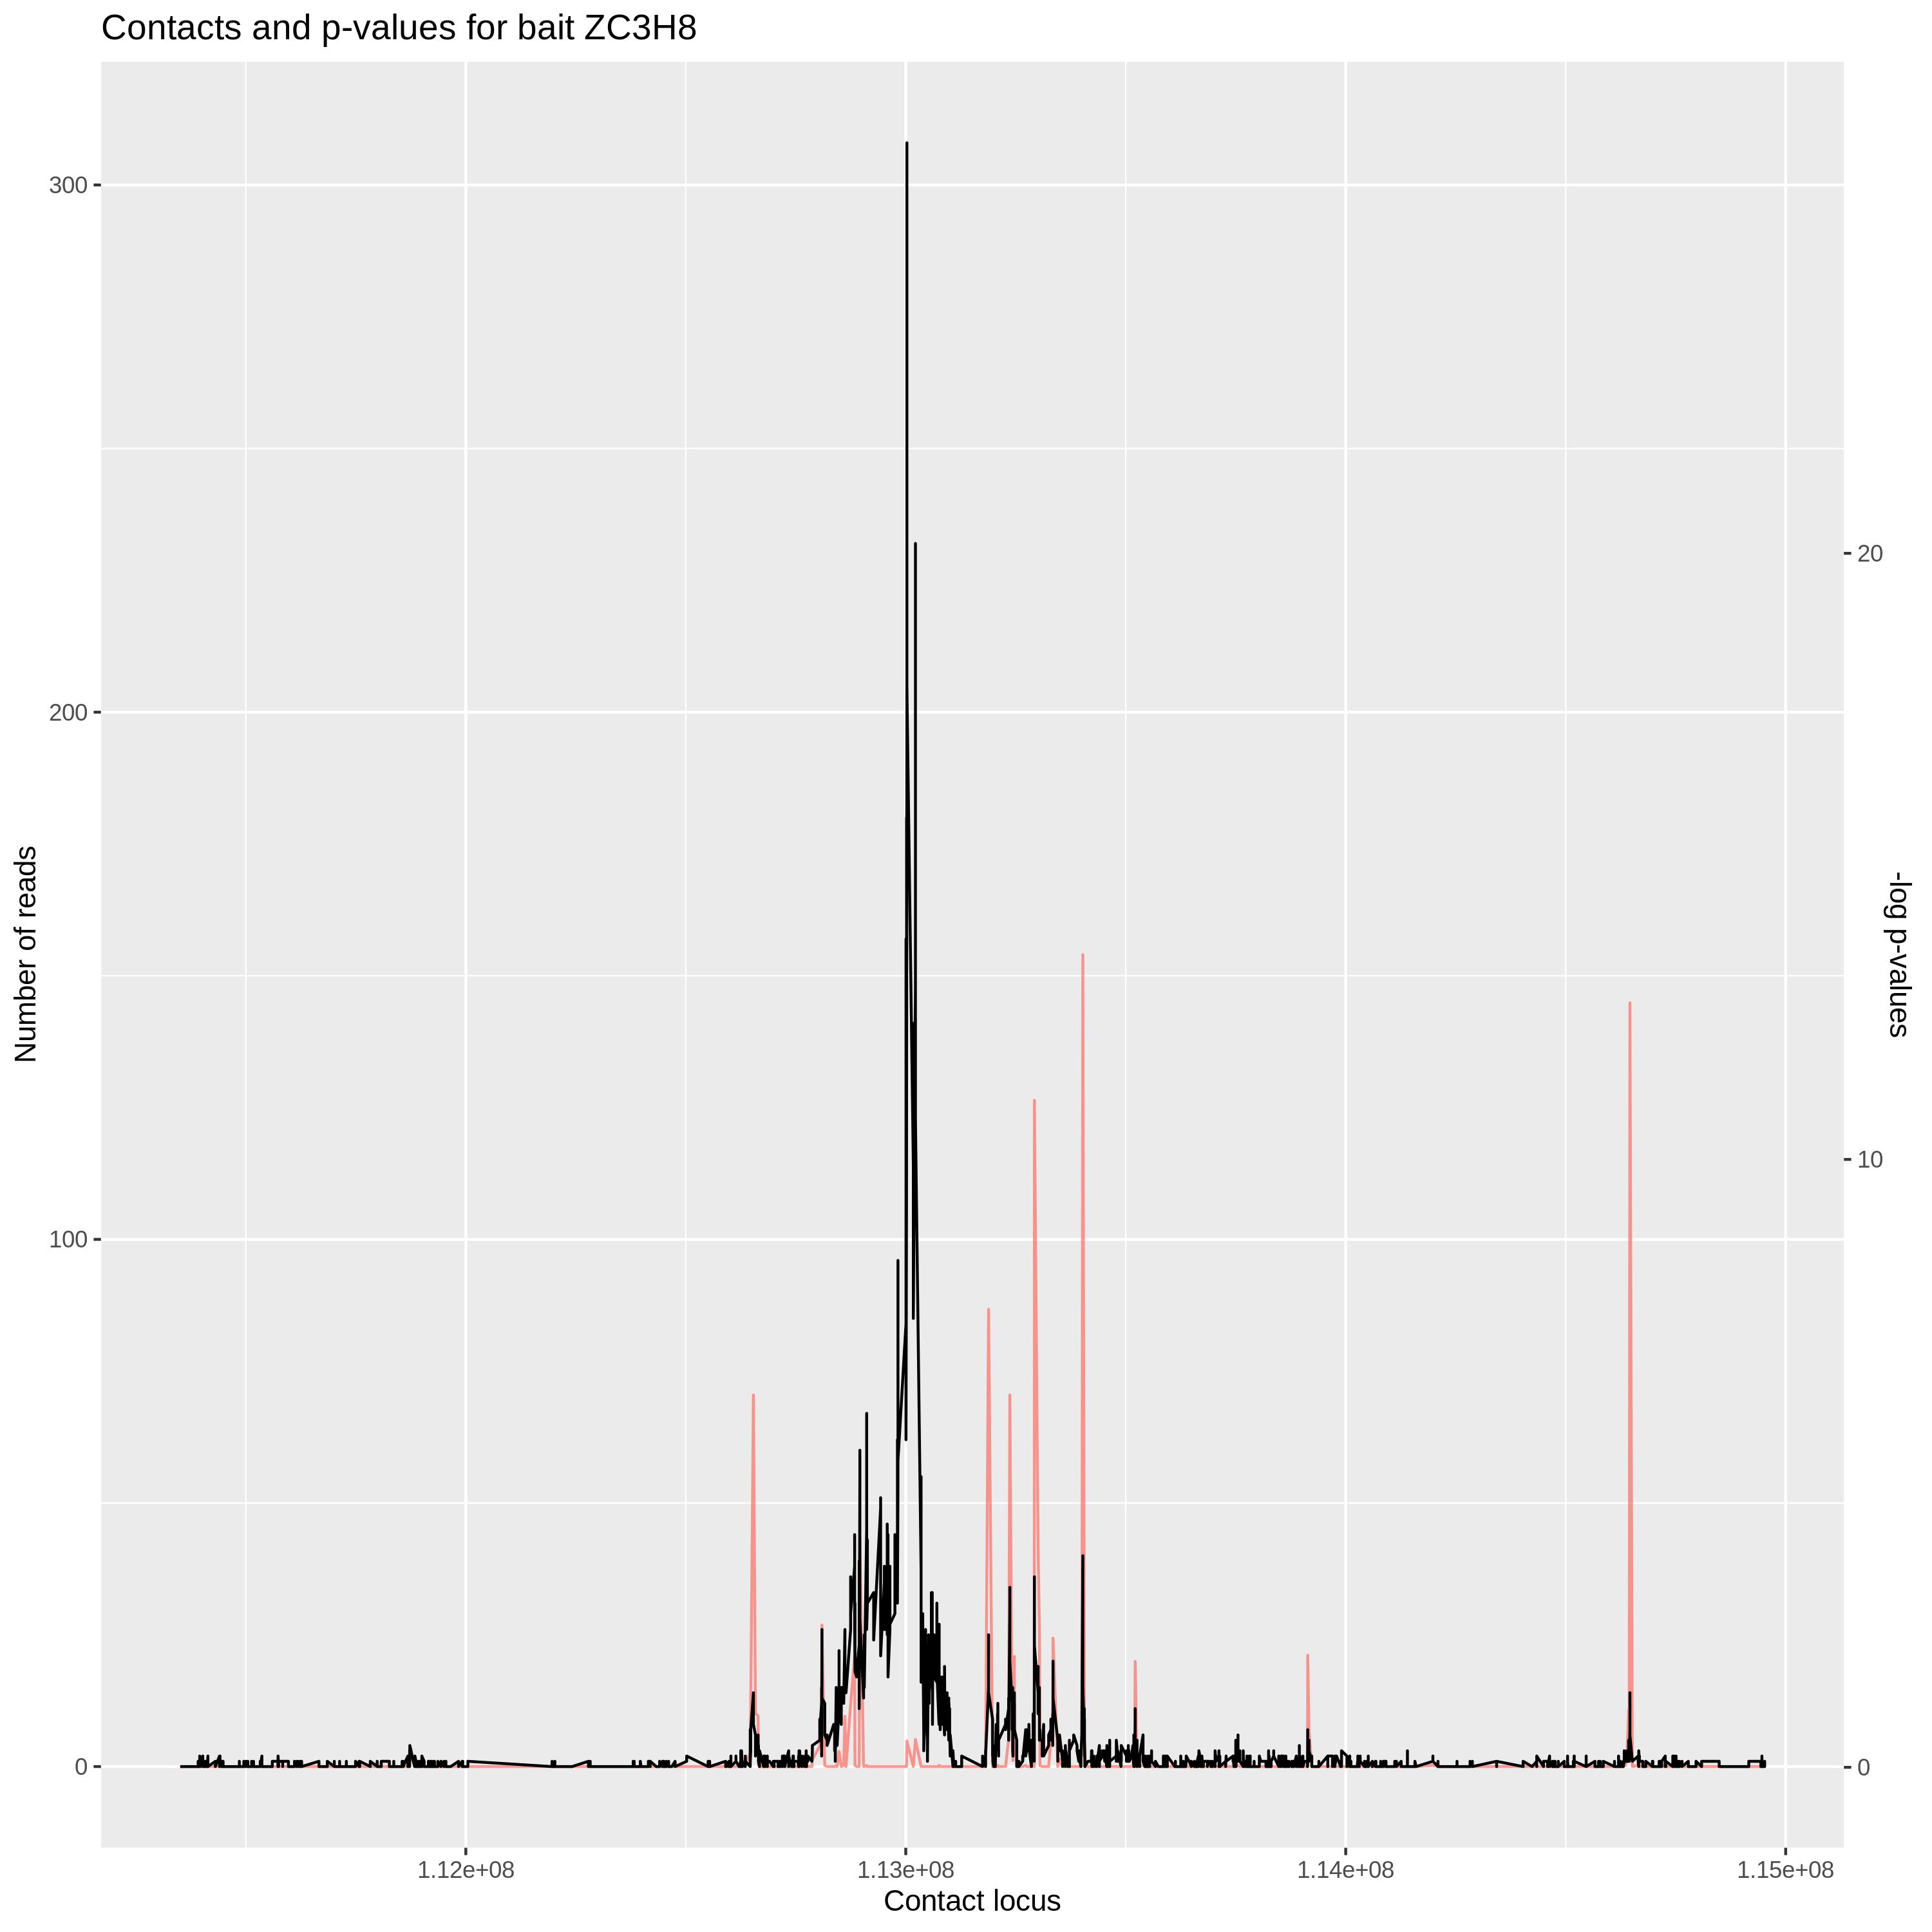 Contacts and p-values for bait ZC3H8
300
200
100
0
Number of reads
20
10
0
-log p-values
1.12e+08
1.13e+08
1.14e+08
1.15e+08
Contact locus